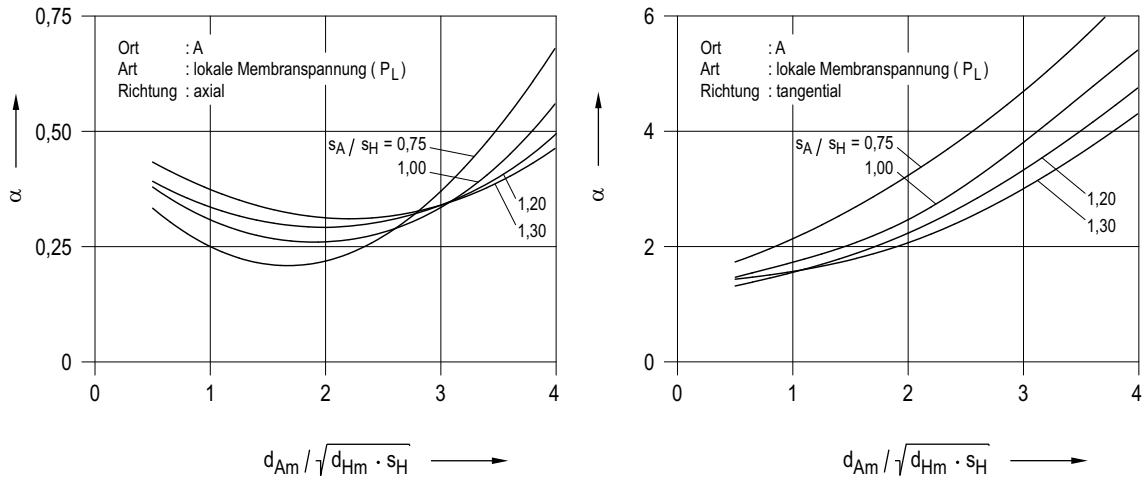 0,75
0,50
0,25
0
α
Ort : A
Art : lokale Membranspannung ( P_L )
Richtung : axial
s_A / s_H = 0,75
1,00
1,20
1,30
0 1 2 3 4
d_Am / √d_Hm · s_H
6
4
2
0
α
Ort : A
Art : lokale Membranspannung ( P_L )
Richtung : tangential
s_A / s_H = 0,75
1,00
1,20
1,30
0 1 2 3 4
d_Am / √d_Hm · s_H